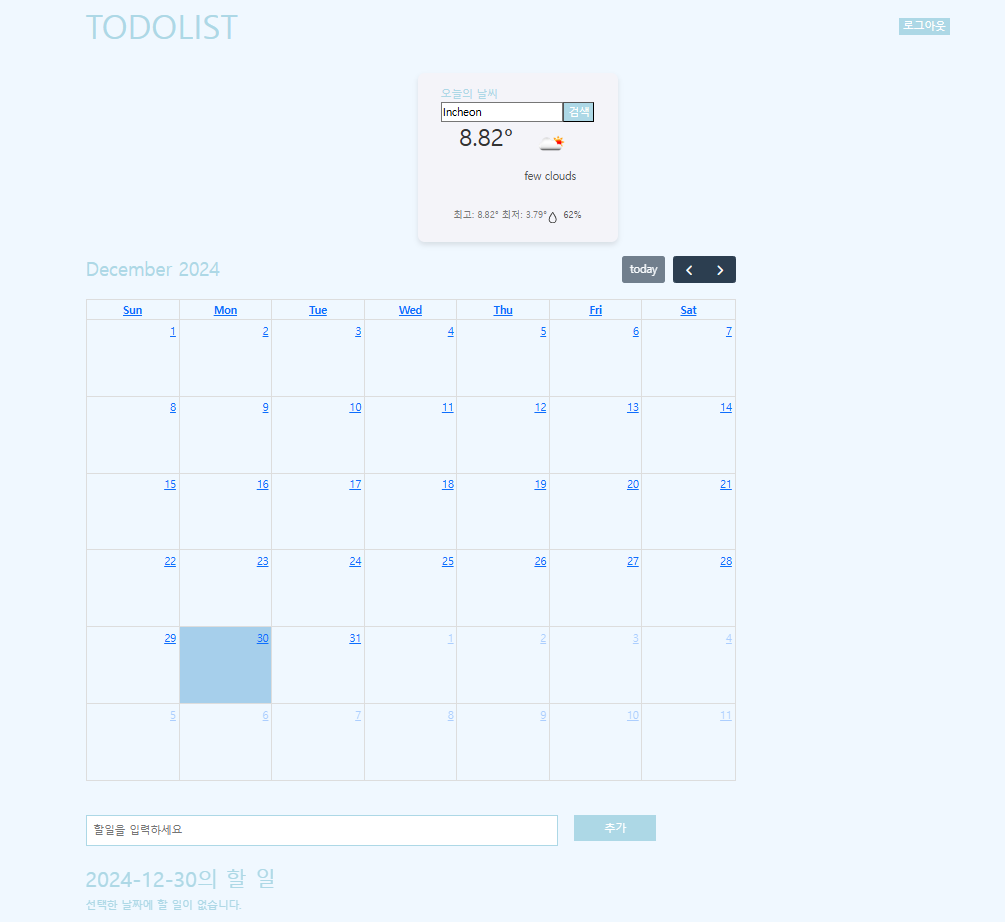 TODOLIST
로그아웃
오늘의 날씨
Incheon 검색
8.82°
few clouds
최고: 8.82° 최저: 3.79° 62%
December 2024 today
Sun Mon Tue Wed Thu Fri Sat
1 2 3 4 5 6 7
8 9 10 11 12 13 14
15 16 17 18 19 20 21
22 23 24 25 26 27 28
29 30 31 1 2 3 4
5 6 7 8 9 10 11
할일을 입력하세요 추가
2024-12-30의 할 일
선택한 날짜에 할 일이 없습니다.